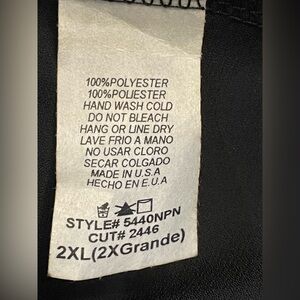 100%POLYESTER
100%POLIESTER
HAND WASH COLD
DO NOT BLEACH
HANG OR LINE DRY
LAVE FRIO A MANO
NO USAR CLORO
SECAR COLGADO
MADE IN U.S.A
HECHO EN E.U.A
STYLE# 5440NPN
CUT# 2446
2XL(2XGrande)